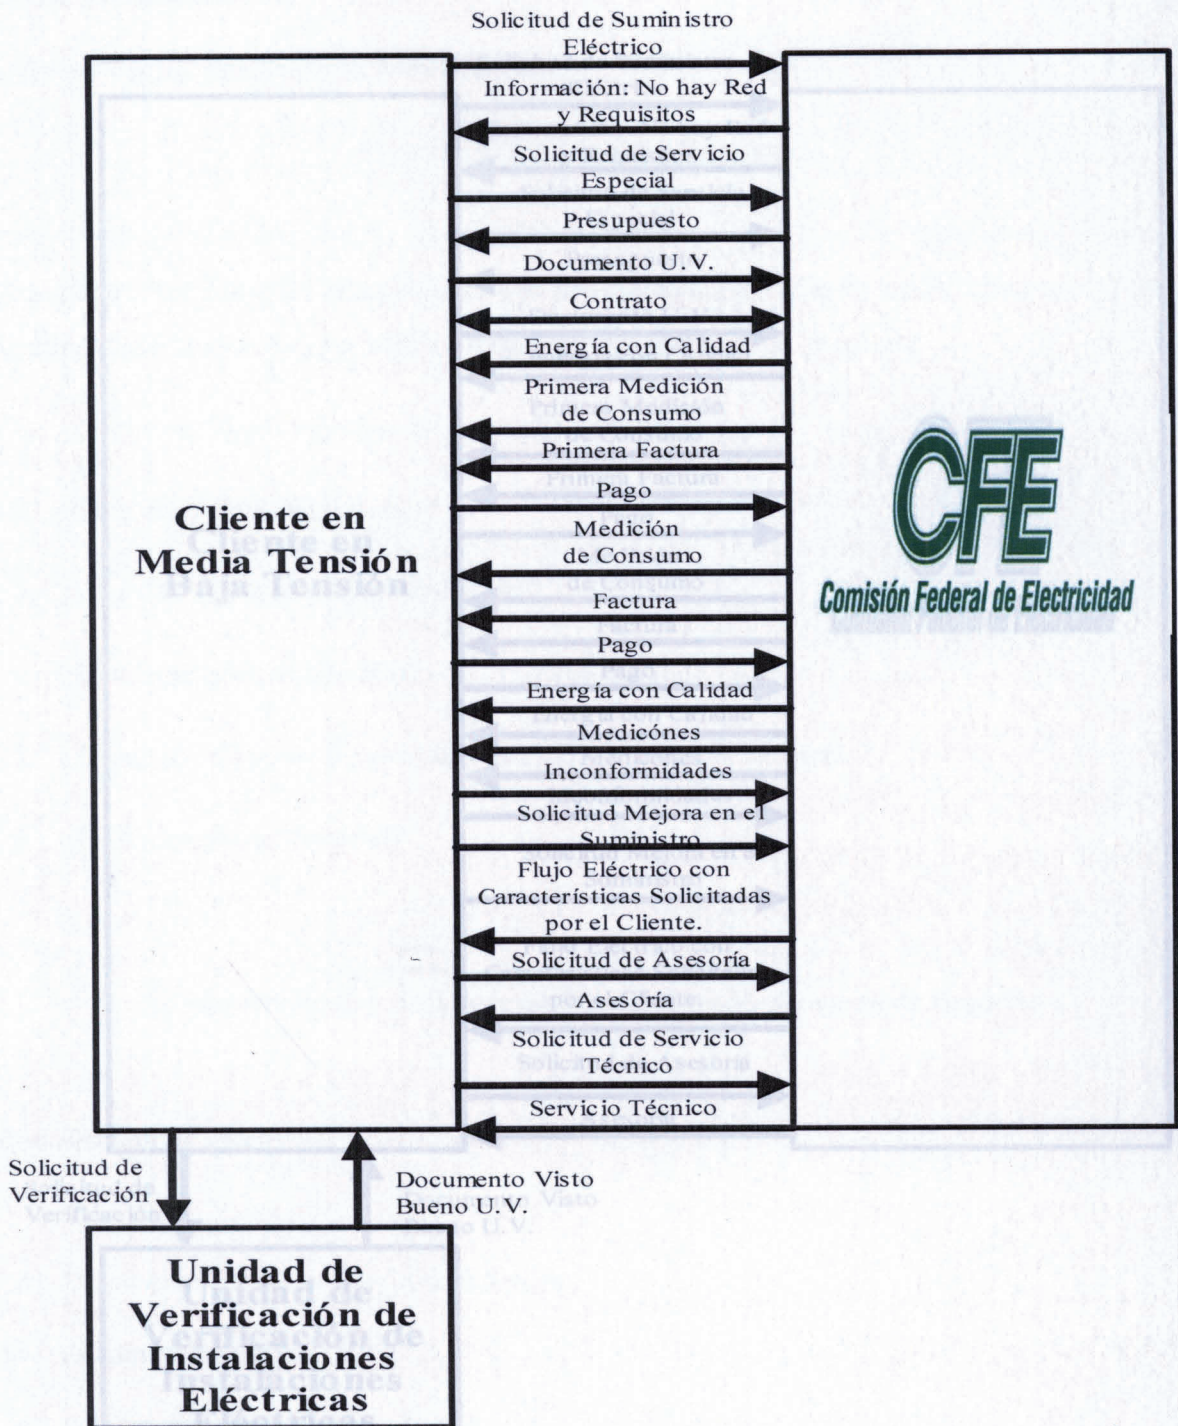 Solicitud de Suministro
Eléctrico
Información: No hay Red
y Requisitos
Solicitud de Servicio
Especial
Presupuesto
Documento U.V.
Contrato
Energía con Calidad
Primera Medición
de Consumo
Primera Factura
Pago
Medición
de Consumo
Factura
Pago
Energía con Calidad
Medicónes
Inconformidades
Solicitud Mejora en el
Suministro
Flujo Eléctrico con
Características Solicitadas
por el Cliente.
Solicitud de Asesoría
Asesoría
Solicitud de Servicio
Técnico
Servicio Técnico
Cliente en
Media Tensión
CFE
Comisión Federal de Electricidad
Solicitud de
Verificación
Documento Visto
Bueno U.V.
Unidad de
Verificación de
Instalaciones
Eléctricas